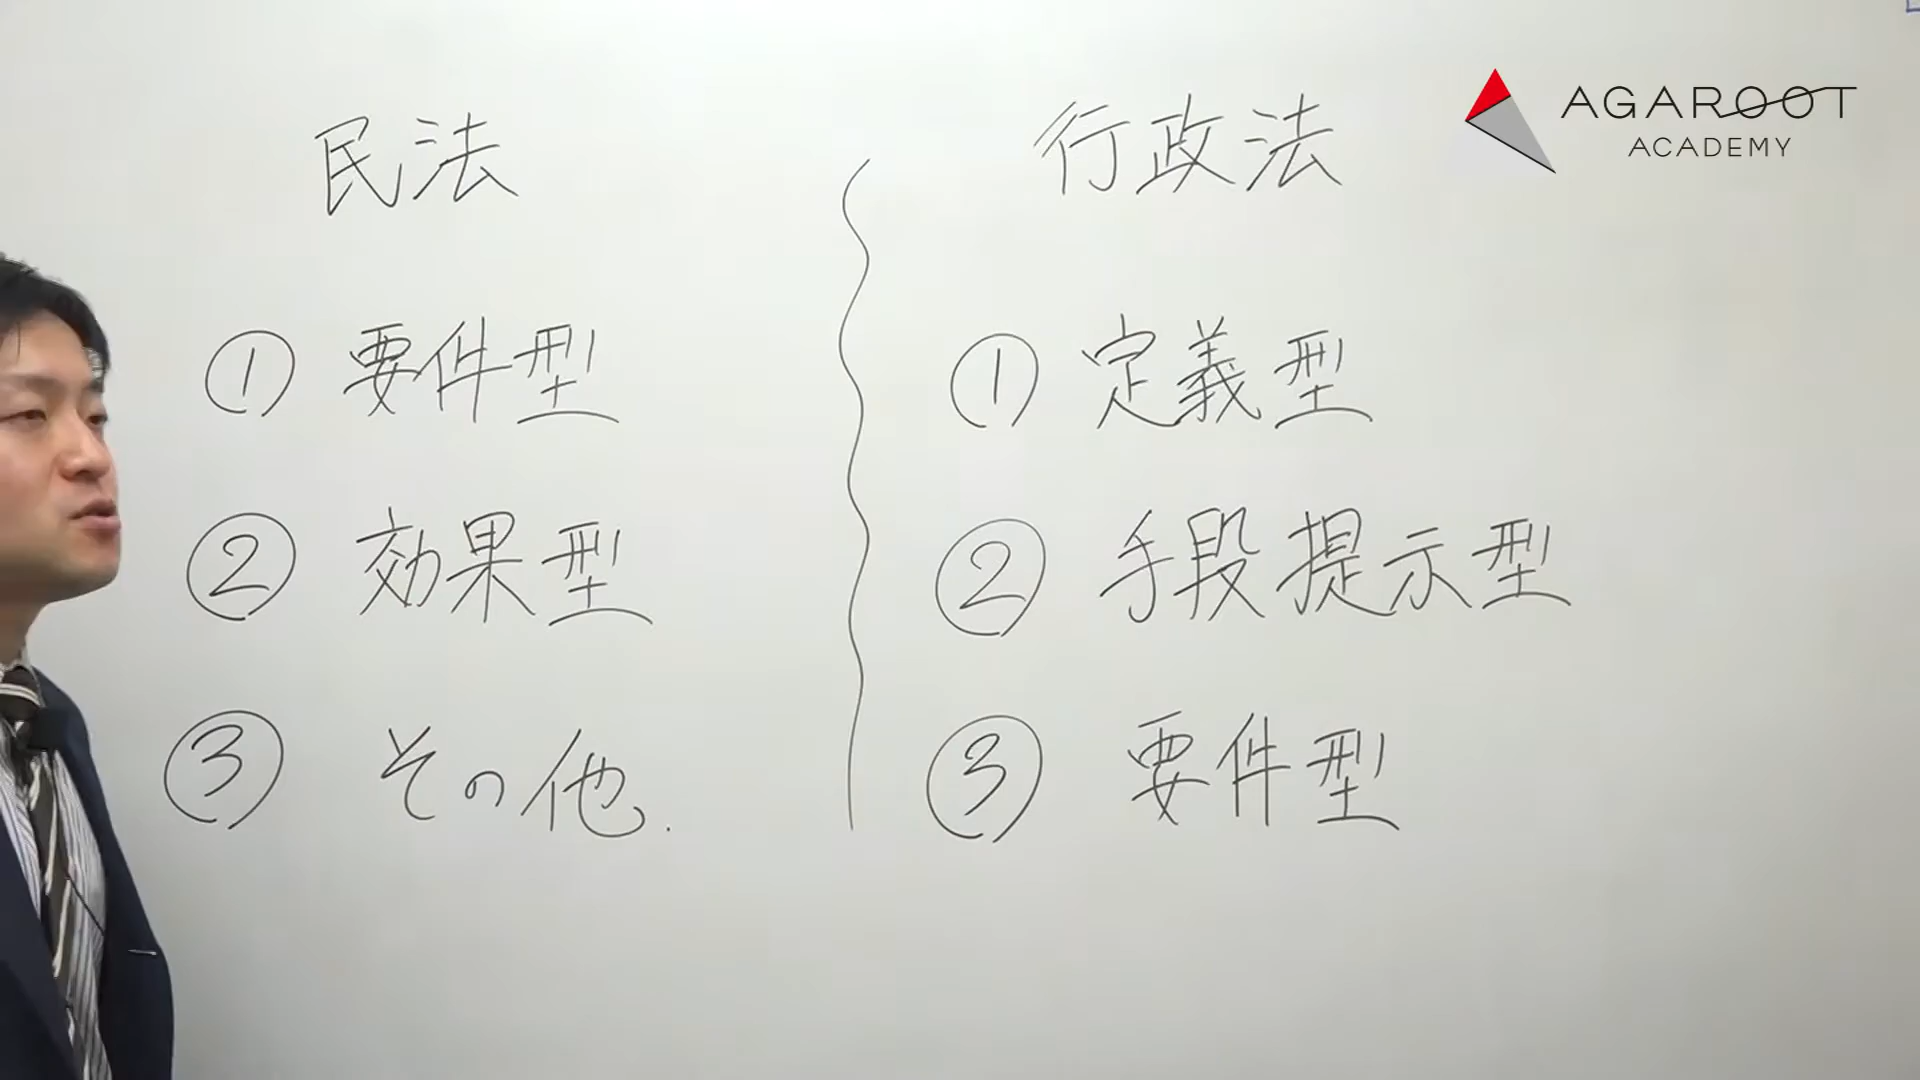 民法
① 要件型
② 効果型
③ その他.
行政法
① 定義型
② 手段提示型
③ 要件型
AGAROOT
ACADEMY